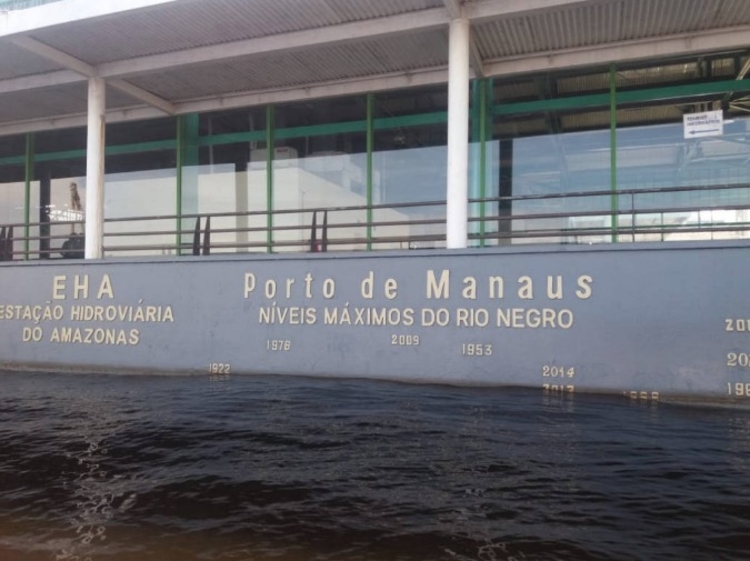 EHA
ESTAÇÃO HIDROVIÁRIA
DO AMAZONAS
Porto de Manaus
NÍVEIS MÁXIMOS DO RIO NEGRO
1976
2009
1953
1922
2014